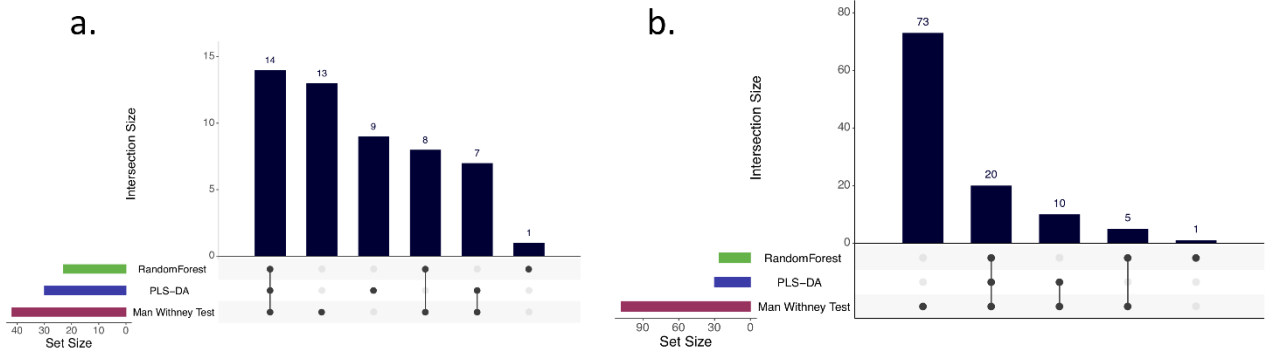 a.
Intersection Size
15
10
5
0
14
13
9
8
7
1
RandomForest
PLS-DA
Man Withney Test
40 20 30 10 0
Set Size
b.
Intersection Size
80
60
40
20
0
73
20
10
5
1
RandomForest
PLS-DA
Man Withney Test
90 60 30 0
Set Size